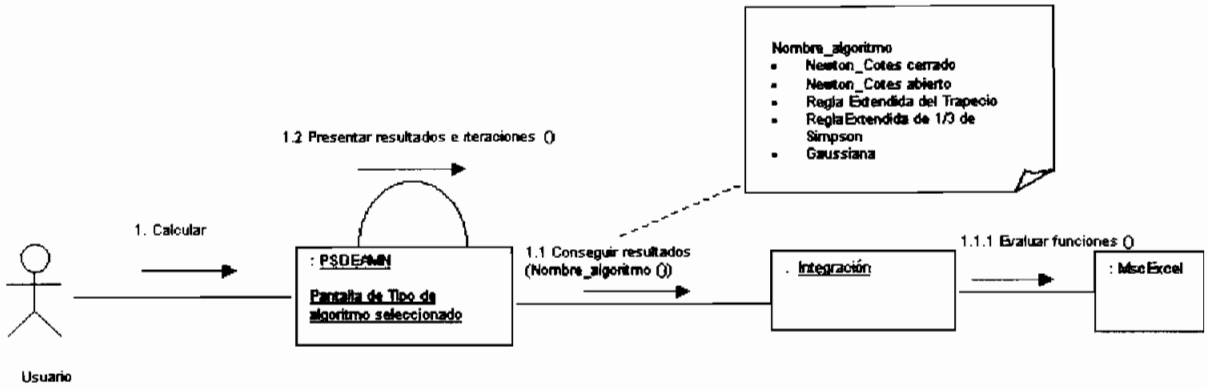 Nombre_algoritmo
▪ Newton_Cotes cerrado
▪ Newton_Cotes abierto
▪ Regla Extendida del Trapecio
▪ ReglaExtendida de 1/3 de
Simpson
▪ Gaussiana
1.2 Presentar resultados e iteraciones ()
1. Calcular
1.1 Conseguir resultados
(Nombre_algoritmo ())
1.1.1 Evaluar funciones ()
: PSDEAMN
Pantalla de Tipo de
algoritmo seleccionado
: Integración
: MscExcel
Usuario